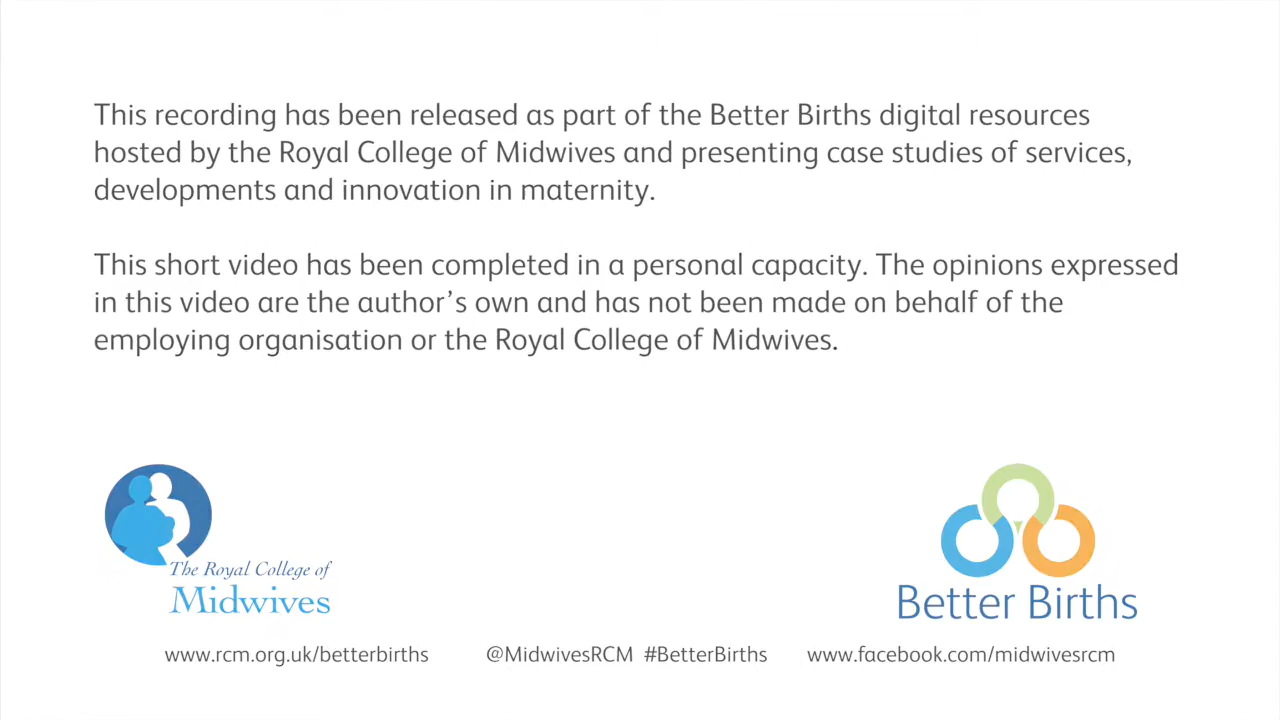 This recording has been released as part of the Better Births digital resources
hosted by the Royal College of Midwives and presenting case studies of services,
developments and innovation in maternity.
This short video has been completed in a personal capacity. The opinions expressed
in this video are the author’s own and has not been made on behalf of the
employing organisation or the Royal College of Midwives.
The Royal College of
Midwives
Better Births
www.rcm.org.uk/betterbirths @MidwivesRCM #BetterBirths www.facebook.com/midwivesrcm